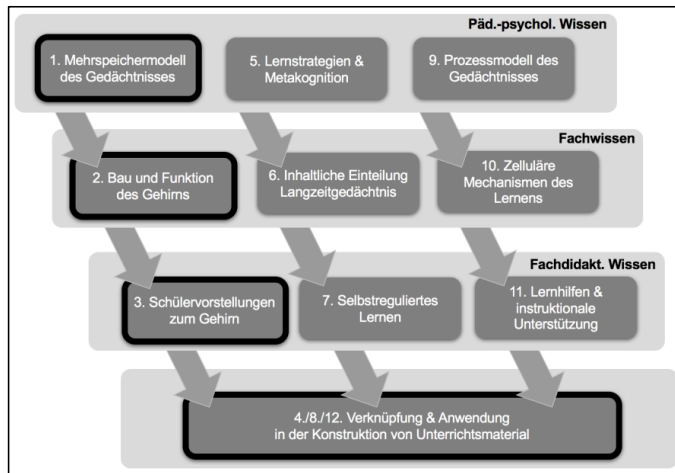 Päd.-psychol. Wissen
1. Mehrspeichermodell
des Gedächtnisses
5. Lernstrategien &
Metakognition
9. Prozessmodell des
Gedächtnisses
Fachwissen
2. Bau und Funktion
des Gehirns
6. Inhaltliche Einteilung
Langzeitgedächtnis
10. Zelluläre
Mechanismen des
Lernens
Fachdidakt. Wissen
3. Schülervorstellungen
zum Gehirn
7. Selbstreguliertes
Lernen
11. Lernhilfen &
instruktionale
Unterstützung
4./8./12. Verknüpfung & Anwendung
in der Konstruktion von Unterrichtsmaterial